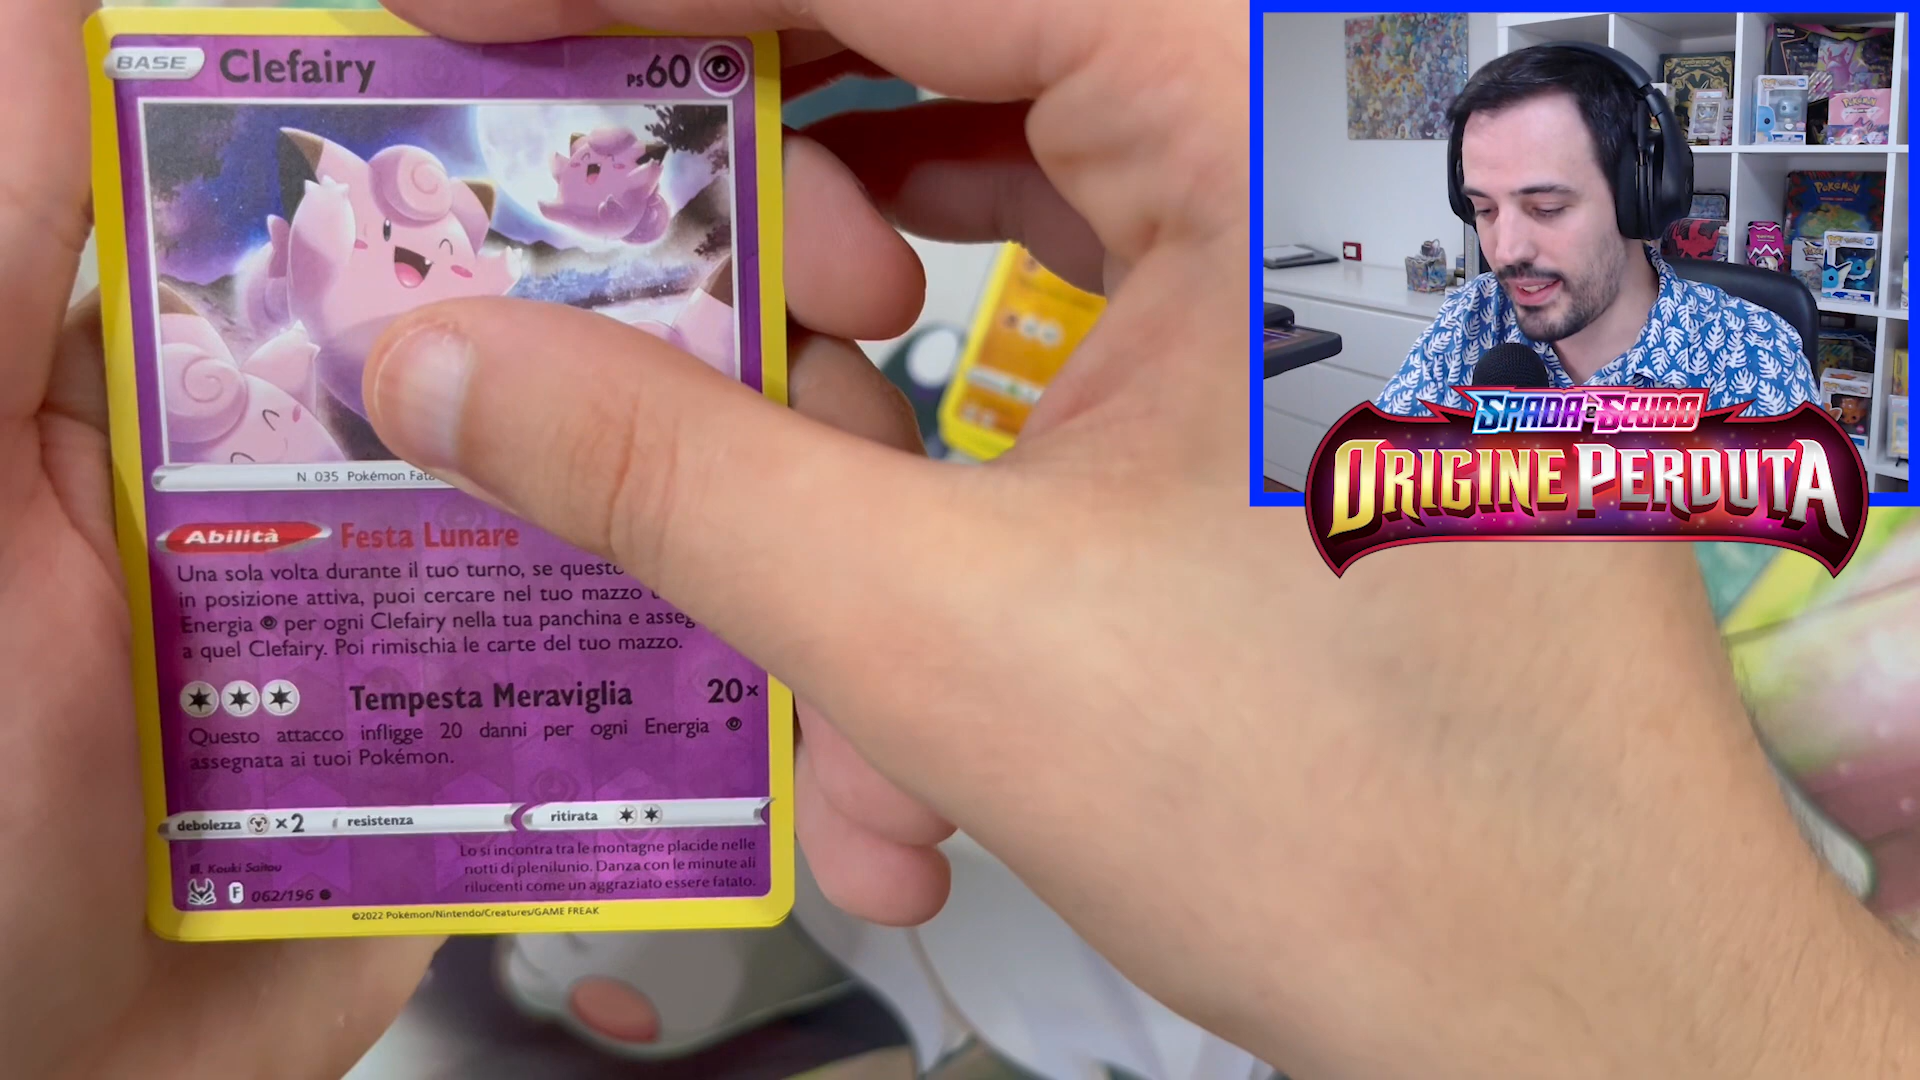 BASE Clefairy PS60
N. 035 Pokémon Fata
Abilità Festa Lunare
Una sola volta durante il tuo turno, se questo
in posizione attiva, puoi cercare nel tuo mazzo
Energia per ogni Clefairy nella tua panchina e asseg
a quel Clefairy. Poi rimischia le carte del tuo mazzo.
Tempesta Meraviglia 20×
Questo attacco infligge 20 danni per ogni Energia
assegnata ai tuoi Pokémon.
debolezza ×2 resistenza ritirata
Lo si incontra tra le montagne placide nelle
notti di plenilunio. Danza con le minute ali
rilucenti come un aggraziato essere fatato.
Ill. Kouki Saitou
F 062/196
©2022 Pokémon/Nintendo/Creatures/GAME FREAK
SPADA e SCUDO
ORIGINE PERDUTA
POKÉMON